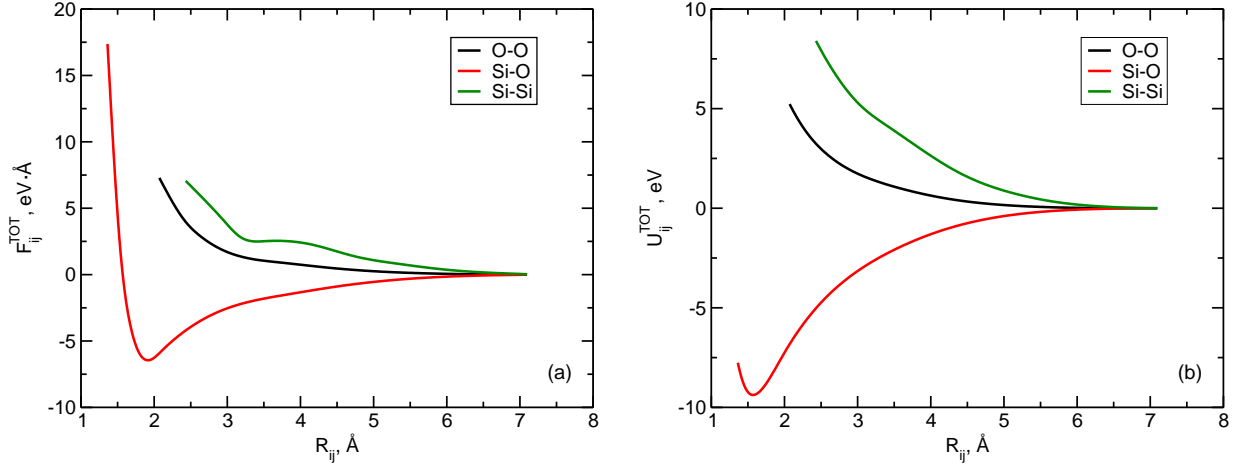 20
15
10
5
0
-5
-10
F_ij^TOT, eV·Å
O-O
Si-O
Si-Si
(a)
1 2 3 4 5 6 7 8
R_ij, Å
10
5
0
-5
-10
U_ij^TOT, eV
O-O
Si-O
Si-Si
(b)
1 2 3 4 5 6 7 8
R_ij, Å